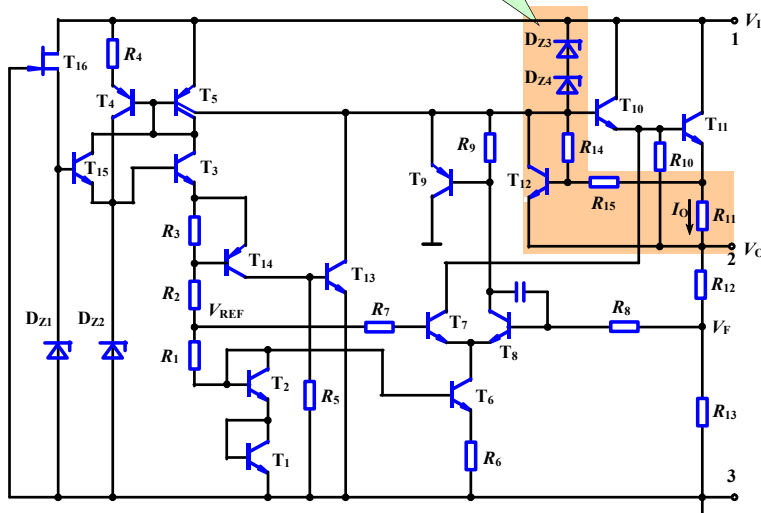 V_I
1
R4
DZ3
T16
DZ4
T4
T5
T10
T11
R9
R14
R10
T15
T3
T9
T12
R15
R11
IO
R3
T14
T13
VO
2
R2
R12
VREF
DZ1
DZ2
R7
T7
R8
VF
T8
R1
T2
T6
R5
R13
T1
R6
3